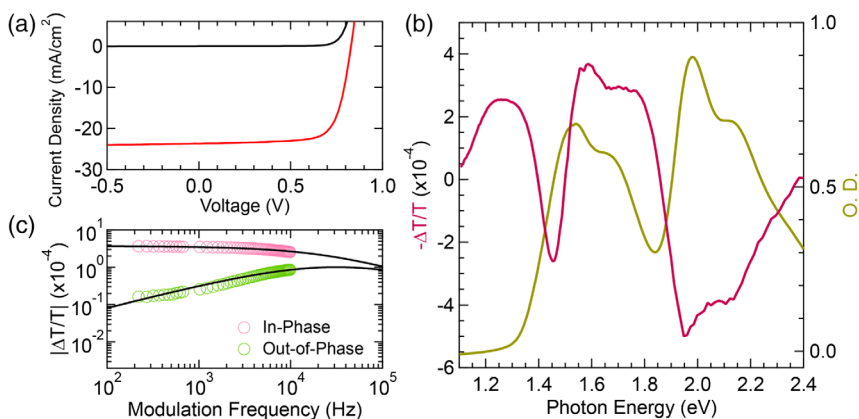 (a)
Current Density (mA/cm²)
0
-10
-20
-30
-0.5
0.0
0.5
1.0
Voltage (V)
(b)
-ΔT/T (x10⁻⁴)
4
2
0
-2
-4
-6
1.2
1.4
1.6
1.8
2.0
2.2
2.4
Photon Energy (eV)
1.0
0.5
0.0
O. D.
(c)
|ΔT/T| (x10⁻⁴)
10¹
10⁰
10⁻¹
10⁻²
In-Phase
Out-of-Phase
10²
10³
10⁴
10⁵
Modulation Frequency (Hz)